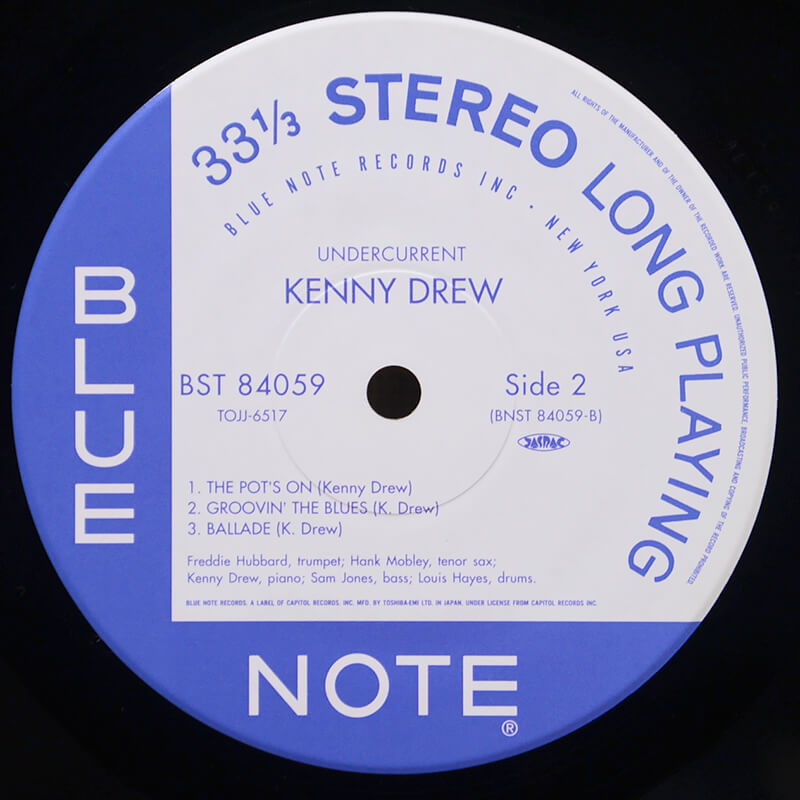 33⅓ STEREO LONG PLAYING
BLUE NOTE RECORDS INC · NEW YORK USA
ALL RIGHTS OF THE MANUFACTURER AND OF THE OWNER OF THE RECORDED WORK ARE RESERVED. UNAUTHORIZED PUBLIC PERFORMANCE, BROADCASTING AND COPYING OF THE RECORD PROHIBITED.
UNDERCURRENT
KENNY DREW
BST 84059 Side 2
TOJJ-6517 (BNST 84059-B)
JASRAC
1. THE POT'S ON (Kenny Drew)
2. GROOVIN' THE BLUES (K. Drew)
3. BALLADE (K. Drew)
Freddie Hubbard, trumpet; Hank Mobley, tenor sax;
Kenny Drew, piano; Sam Jones, bass; Louis Hayes, drums.
BLUE NOTE RECORDS, A LABEL OF CAPITOL RECORDS, INC. MFD. BY TOSHIBA-EMI LTD. IN JAPAN, UNDER LICENSE FROM CAPITOL RECORDS INC.
BLUE
NOTE®